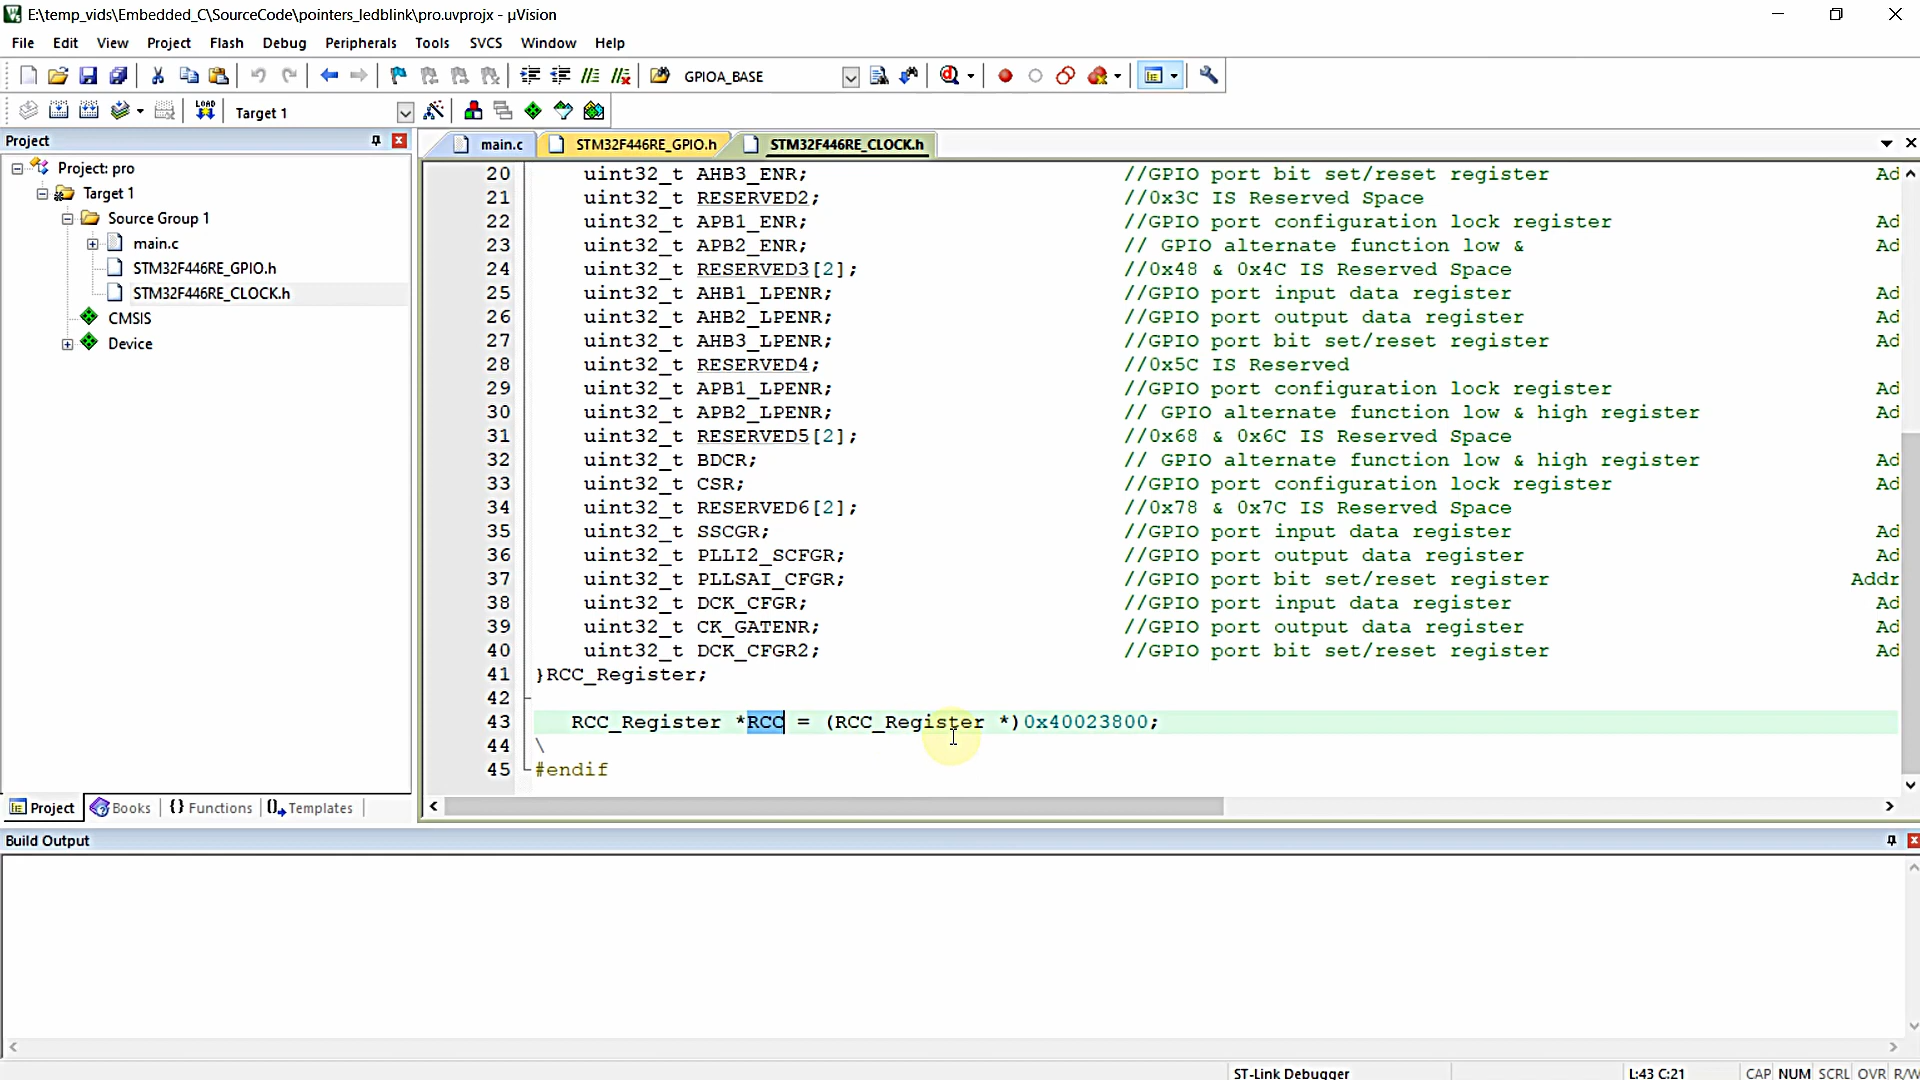 E:\temp_vids\Embedded_C\SourceCode\pointers_ledblink\pro.uvprojx - µVision
File Edit View Project Flash Debug Peripherals Tools SVCS Window Help
GPIOA_BASE
LOAD Target 1
Project
main.c STM32F446RE_GPIO.h STM32F446RE_CLOCK.h
Project: pro
Target 1
Source Group 1
main.c
STM32F446RE_GPIO.h
STM32F446RE_CLOCK.h
CMSIS
Device
20 uint32_t AHB3_ENR; //GPIO port bit set/reset register Ad
21 uint32_t RESERVED2; //0x3C IS Reserved Space
22 uint32_t APB1_ENR; //GPIO port configuration lock register Ad
23 uint32_t APB2_ENR; // GPIO alternate function low & Ad
24 uint32_t RESERVED3[2]; //0x48 & 0x4C IS Reserved Space
25 uint32_t AHB1_LPENR; //GPIO port input data register Ad
26 uint32_t AHB2_LPENR; //GPIO port output data register Ad
27 uint32_t AHB3_LPENR; //GPIO port bit set/reset register Ad
28 uint32_t RESERVED4; //0x5C IS Reserved
29 uint32_t APB1_LPENR; //GPIO port configuration lock register Ad
30 uint32_t APB2_LPENR; // GPIO alternate function low & high register Ad
31 uint32_t RESERVED5[2]; //0x68 & 0x6C IS Reserved Space
32 uint32_t BDCR; // GPIO alternate function low & high register Ad
33 uint32_t CSR; //GPIO port configuration lock register Ad
34 uint32_t RESERVED6[2]; //0x78 & 0x7C IS Reserved Space
35 uint32_t SSCGR; //GPIO port input data register Ad
36 uint32_t PLLI2_SCFGR; //GPIO port output data register Ad
37 uint32_t PLLSAI_CFGR; //GPIO port bit set/reset register Addr
38 uint32_t DCK_CFGR; //GPIO port input data register Ad
39 uint32_t CK_GATENR; //GPIO port output data register Ad
40 uint32_t DCK_CFGR2; //GPIO port bit set/reset register Ad
41 }RCC_Register;
42
43 RCC_Register *RCC = (RCC_Register *)0x40023800;
44 \
45 #endif
Project Books {} Functions Templates
Build Output
ST-Link Debugger L:43 C:21 CAP NUM SCRL OVR R/W